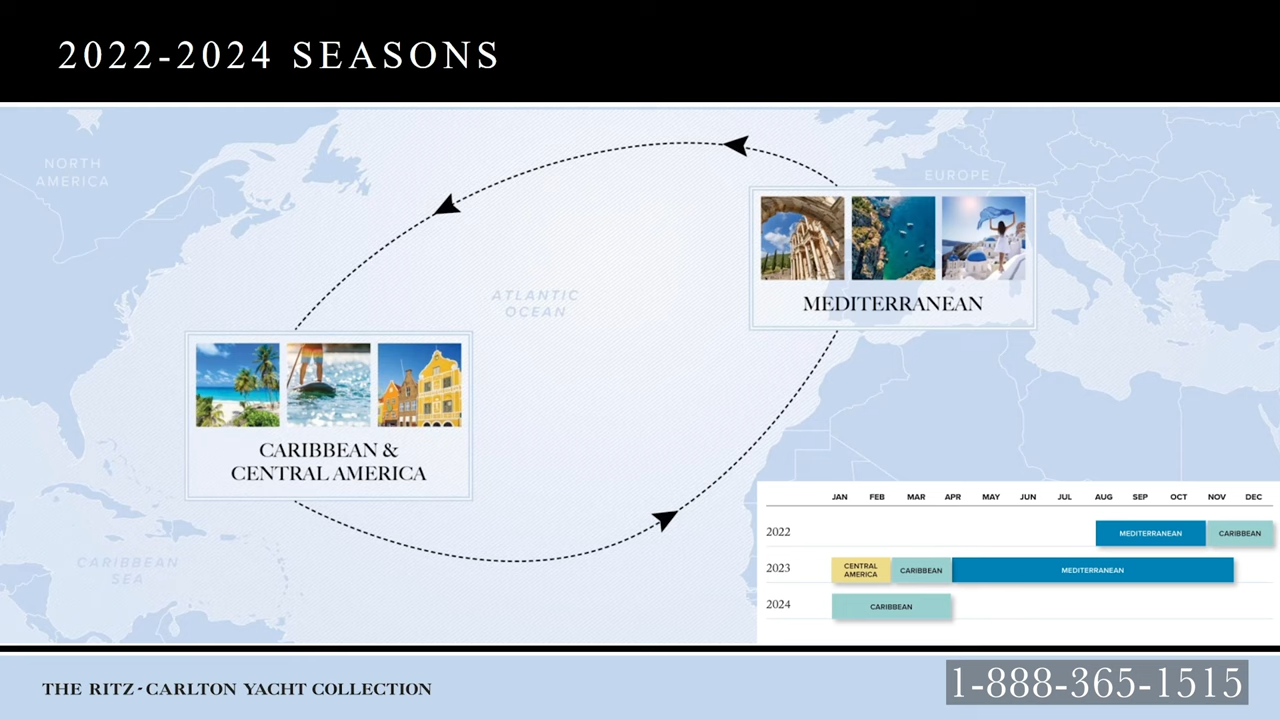 2022-2024 SEASONS
NORTH
AMERICA
EUROPE
ATLANTIC
OCEAN
MEDITERRANEAN
CARIBBEAN &
CENTRAL AMERICA
CARIBBEAN
SEA
JAN FEB MAR APR MAY JUN JUL AUG SEP OCT NOV DEC
2022 MEDITERRANEAN CARIBBEAN
2023 CENTRAL AMERICA CARIBBEAN MEDITERRANEAN
2024 CARIBBEAN
THE RITZ-CARLTON YACHT COLLECTION
1-888-365-1515